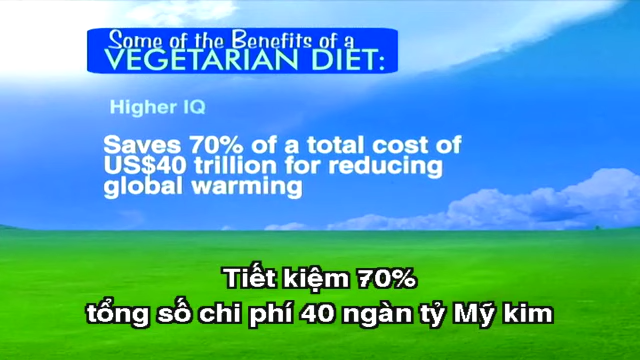 Some of the Benefits of a
VEGETARIAN DIET:
Higher IQ
Saves 70% of a total cost of
US$40 trillion for reducing
global warming
Tiết kiệm 70%
tổng số chi phí 40 ngàn tỷ Mỹ kim